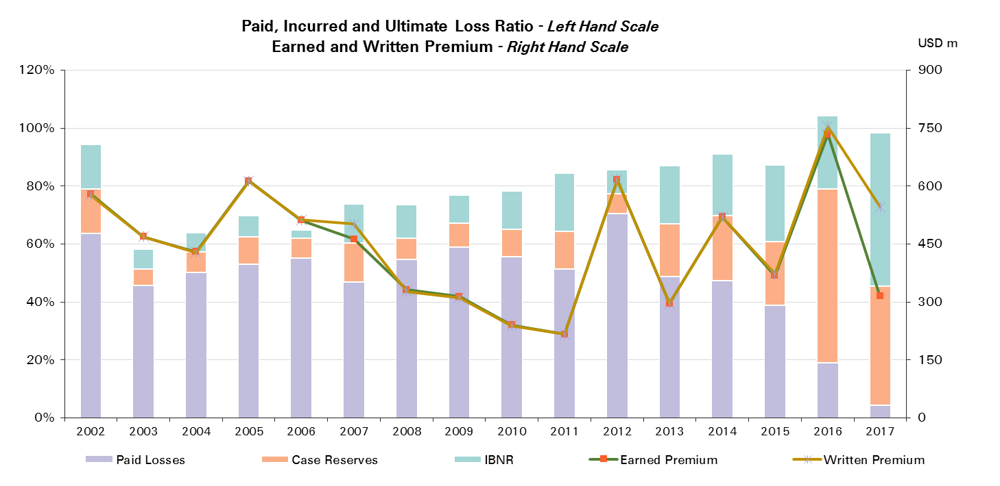 Paid, Incurred and Ultimate Loss Ratio - Left Hand Scale
Earned and Written Premium - Right Hand Scale
USD m
120% 900
100% 750
80% 600
60% 450
40% 300
20% 150
0% 0
2002 2003 2004 2005 2006 2007 2008 2009 2010 2011 2012 2013 2014 2015 2016 2017
Paid Losses Case Reserves IBNR Earned Premium Written Premium